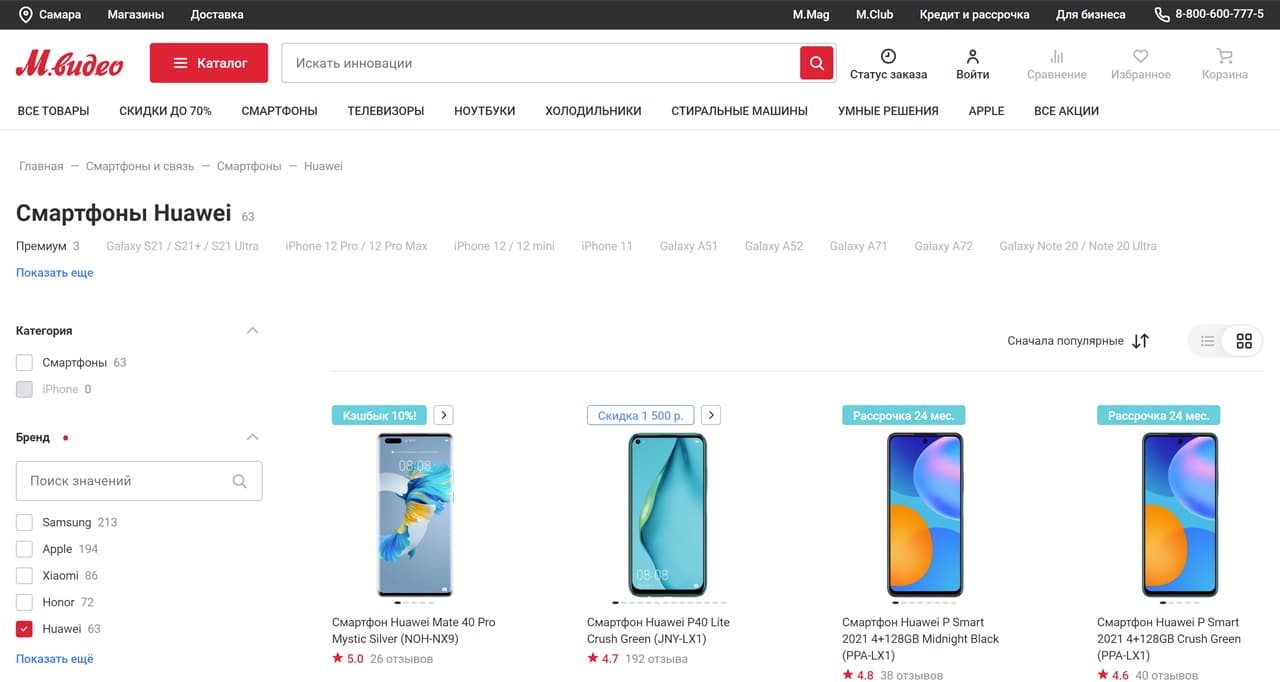 Самара Магазины Доставка M.Mag M.Club Кредит и рассрочка Для бизнеса 8-800-600-777-5
М.видео Каталог Искать инновации Статус заказа Войти Сравнение Избранное Корзина
ВСЕ ТОВАРЫ СКИДКИ ДО 70% СМАРТФОНЫ ТЕЛЕВИЗОРЫ НОУТБУКИ ХОЛОДИЛЬНИКИ СТИРАЛЬНЫЕ МАШИНЫ УМНЫЕ РЕШЕНИЯ APPLE ВСЕ АКЦИИ
Главная — Смартфоны и связь — Смартфоны — Huawei
Смартфоны Huawei 63
Премиум 3 Galaxy S21 / S21+ / S21 Ultra iPhone 12 Pro / 12 Pro Max iPhone 12 / 12 mini iPhone 11 Galaxy A51 Galaxy A52 Galaxy A71 Galaxy A72 Galaxy Note 20 / Note 20 Ultra
Показать еще
Категория
Смартфоны 63
iPhone 0
Бренд
Поиск значений
Samsung 213
Apple 194
Xiaomi 86
Honor 72
Huawei 63
Показать ещё
Сначала популярные
Кэшбык 10%! Скидка 1 500 р. Рассрочка 24 мес. Рассрочка 24 мес.
08:08
08:08
Смартфон Huawei Mate 40 Pro
Mystic Silver (NOH-NX9)
5.0 26 отзывов
Смартфон Huawei P40 Lite
Crush Green (JNY-LX1)
4.7 192 отзыва
Смартфон Huawei P Smart
2021 4+128GB Midnight Black
(PPA-LX1)
4.8 38 отзывов
Смартфон Huawei P Smart
2021 4+128GB Crush Green
(PPA-LX1)
4.6 40 отзывов